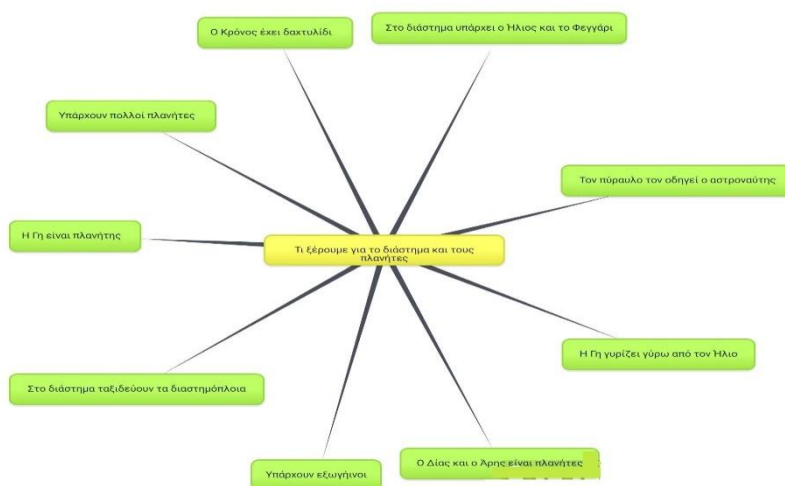 Ο Κρόνος έχει δαχτυλίδι
Στο διάστημα υπάρχει ο Ήλιος και το Φεγγάρι
Υπάρχουν πολλοί πλανήτες
Τον πύραυλο τον οδηγεί ο αστροναύτης
Η Γη είναι πλανήτης
Τι ξέρουμε για το διάστημα και τους
πλανήτες
Η Γη γυρίζει γύρω από τον Ήλιο
Στο διάστημα ταξιδεύουν τα διαστημόπλοια
Ο Δίας και ο Άρης είναι πλανήτες
Υπάρχουν εξωγήινοι